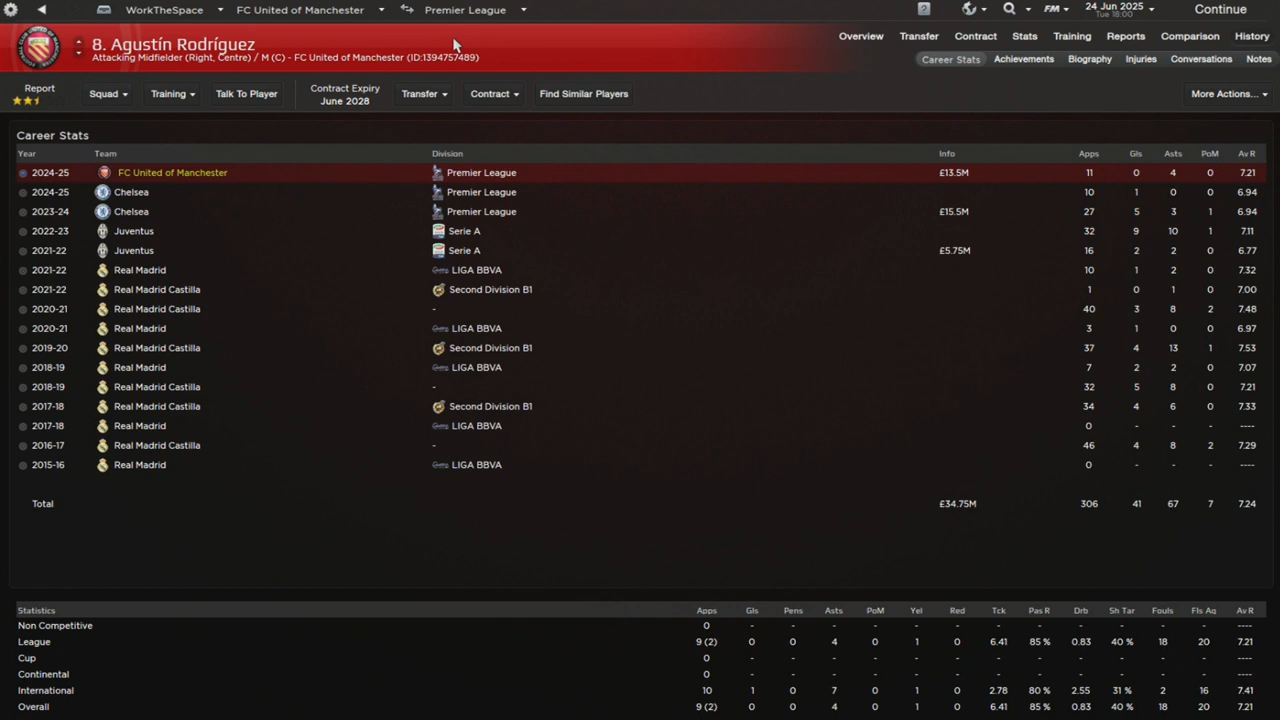 WorkTheSpace FC United of Manchester Premier League ? FM 24 Jun 2025 Tue 18:00 Continue
8. Agustín Rodríguez
Attacking Midfielder (Right, Centre) / M (C) - FC United of Manchester (ID:1394757489)
Overview Transfer Contract Stats Training Reports Comparison History
Career Stats Achievements Biography Injuries Conversations Notes
Report Squad Training Talk To Player Contract Expiry June 2028 Transfer Contract Find Similar Players More Actions...
Career Stats
Year Team Division Info Apps Gls Asts PoM Av R
2024-25 FC United of Manchester Premier League £13.5M 11 0 4 0 7.21
2024-25 Chelsea Premier League 10 1 0 0 6.94
2023-24 Chelsea Premier League £15.5M 27 5 3 1 6.94
2022-23 Juventus Serie A 32 9 10 1 7.11
2021-22 Juventus Serie A £5.75M 16 2 2 0 6.77
2021-22 Real Madrid LIGA BBVA 10 1 2 0 7.32
2021-22 Real Madrid Castilla Second Division B1 1 0 1 0 7.00
2020-21 Real Madrid Castilla - 40 3 8 2 7.48
2020-21 Real Madrid LIGA BBVA 3 1 0 0 6.97
2019-20 Real Madrid Castilla Second Division B1 37 4 13 1 7.53
2018-19 Real Madrid LIGA BBVA 7 2 2 0 7.07
2018-19 Real Madrid Castilla - 32 5 8 0 7.21
2017-18 Real Madrid Castilla Second Division B1 34 4 6 0 7.33
2017-18 Real Madrid LIGA BBVA 0 - - - ----
2016-17 Real Madrid Castilla - 46 4 8 2 7.29
2015-16 Real Madrid LIGA BBVA 0 - - - ----
Total £34.75M 306 41 67 7 7.24
Statistics Apps Gls Pens Asts PoM Yel Red Tck Pas R Drb Sh Tar Fouls Fls Ag Av R
Non Competitive 0 - - - - - - - - - - - - ----
League 9 (2) 0 0 4 0 1 0 6.41 85 % 0.83 40 % 18 20 7.21
Cup 0 - - - - - - - - - - - - ----
Continental 0 - - - - - - - - - - - - ----
International 10 1 0 7 0 1 0 2.78 80 % 2.55 31 % 2 16 7.41
Overall 9 (2) 0 0 4 0 1 0 6.41 85 % 0.83 40 % 18 20 7.21